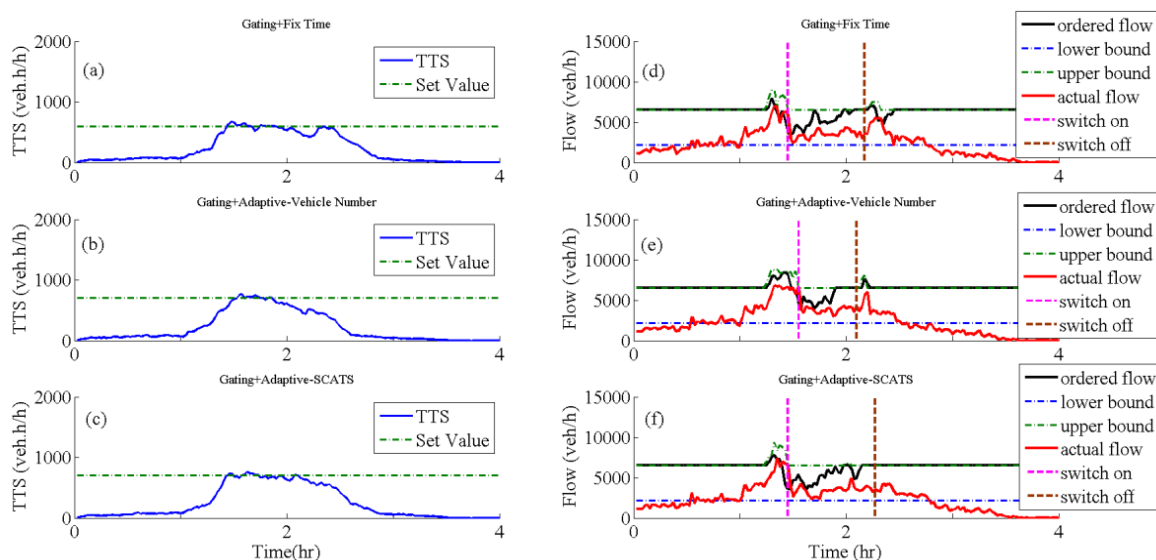 Gating+Fix Time
2000
1000
0
TTS (veh.h/h)
(a)
TTS
Set Value
0
2
4
Gating+Adaptive-Vehicle Number
2000
1000
0
TTS (veh.h/h)
(b)
TTS
Set Value
0
2
4
Gating+Adaptive-SCATS
2000
1000
0
TTS (veh.h/h)
(c)
TTS
Set Value
0
2
4
Time(hr)
Gating+Fix Time
15000
10000
5000
0
Flow (veh/h)
(d)
ordered flow
lower bound
upper bound
actual flow
switch on
switch off
0
2
4
Gating+Adaptive-Vehicle Number
15000
10000
5000
0
Flow (veh/h)
(e)
ordered flow
lower bound
upper bound
actual flow
switch on
switch off
0
2
4
Gating+Adaptive-SCATS
15000
10000
5000
0
Flow (veh/h)
(f)
ordered flow
lower bound
upper bound
actual flow
switch on
switch off
0
2
4
Time (hr)